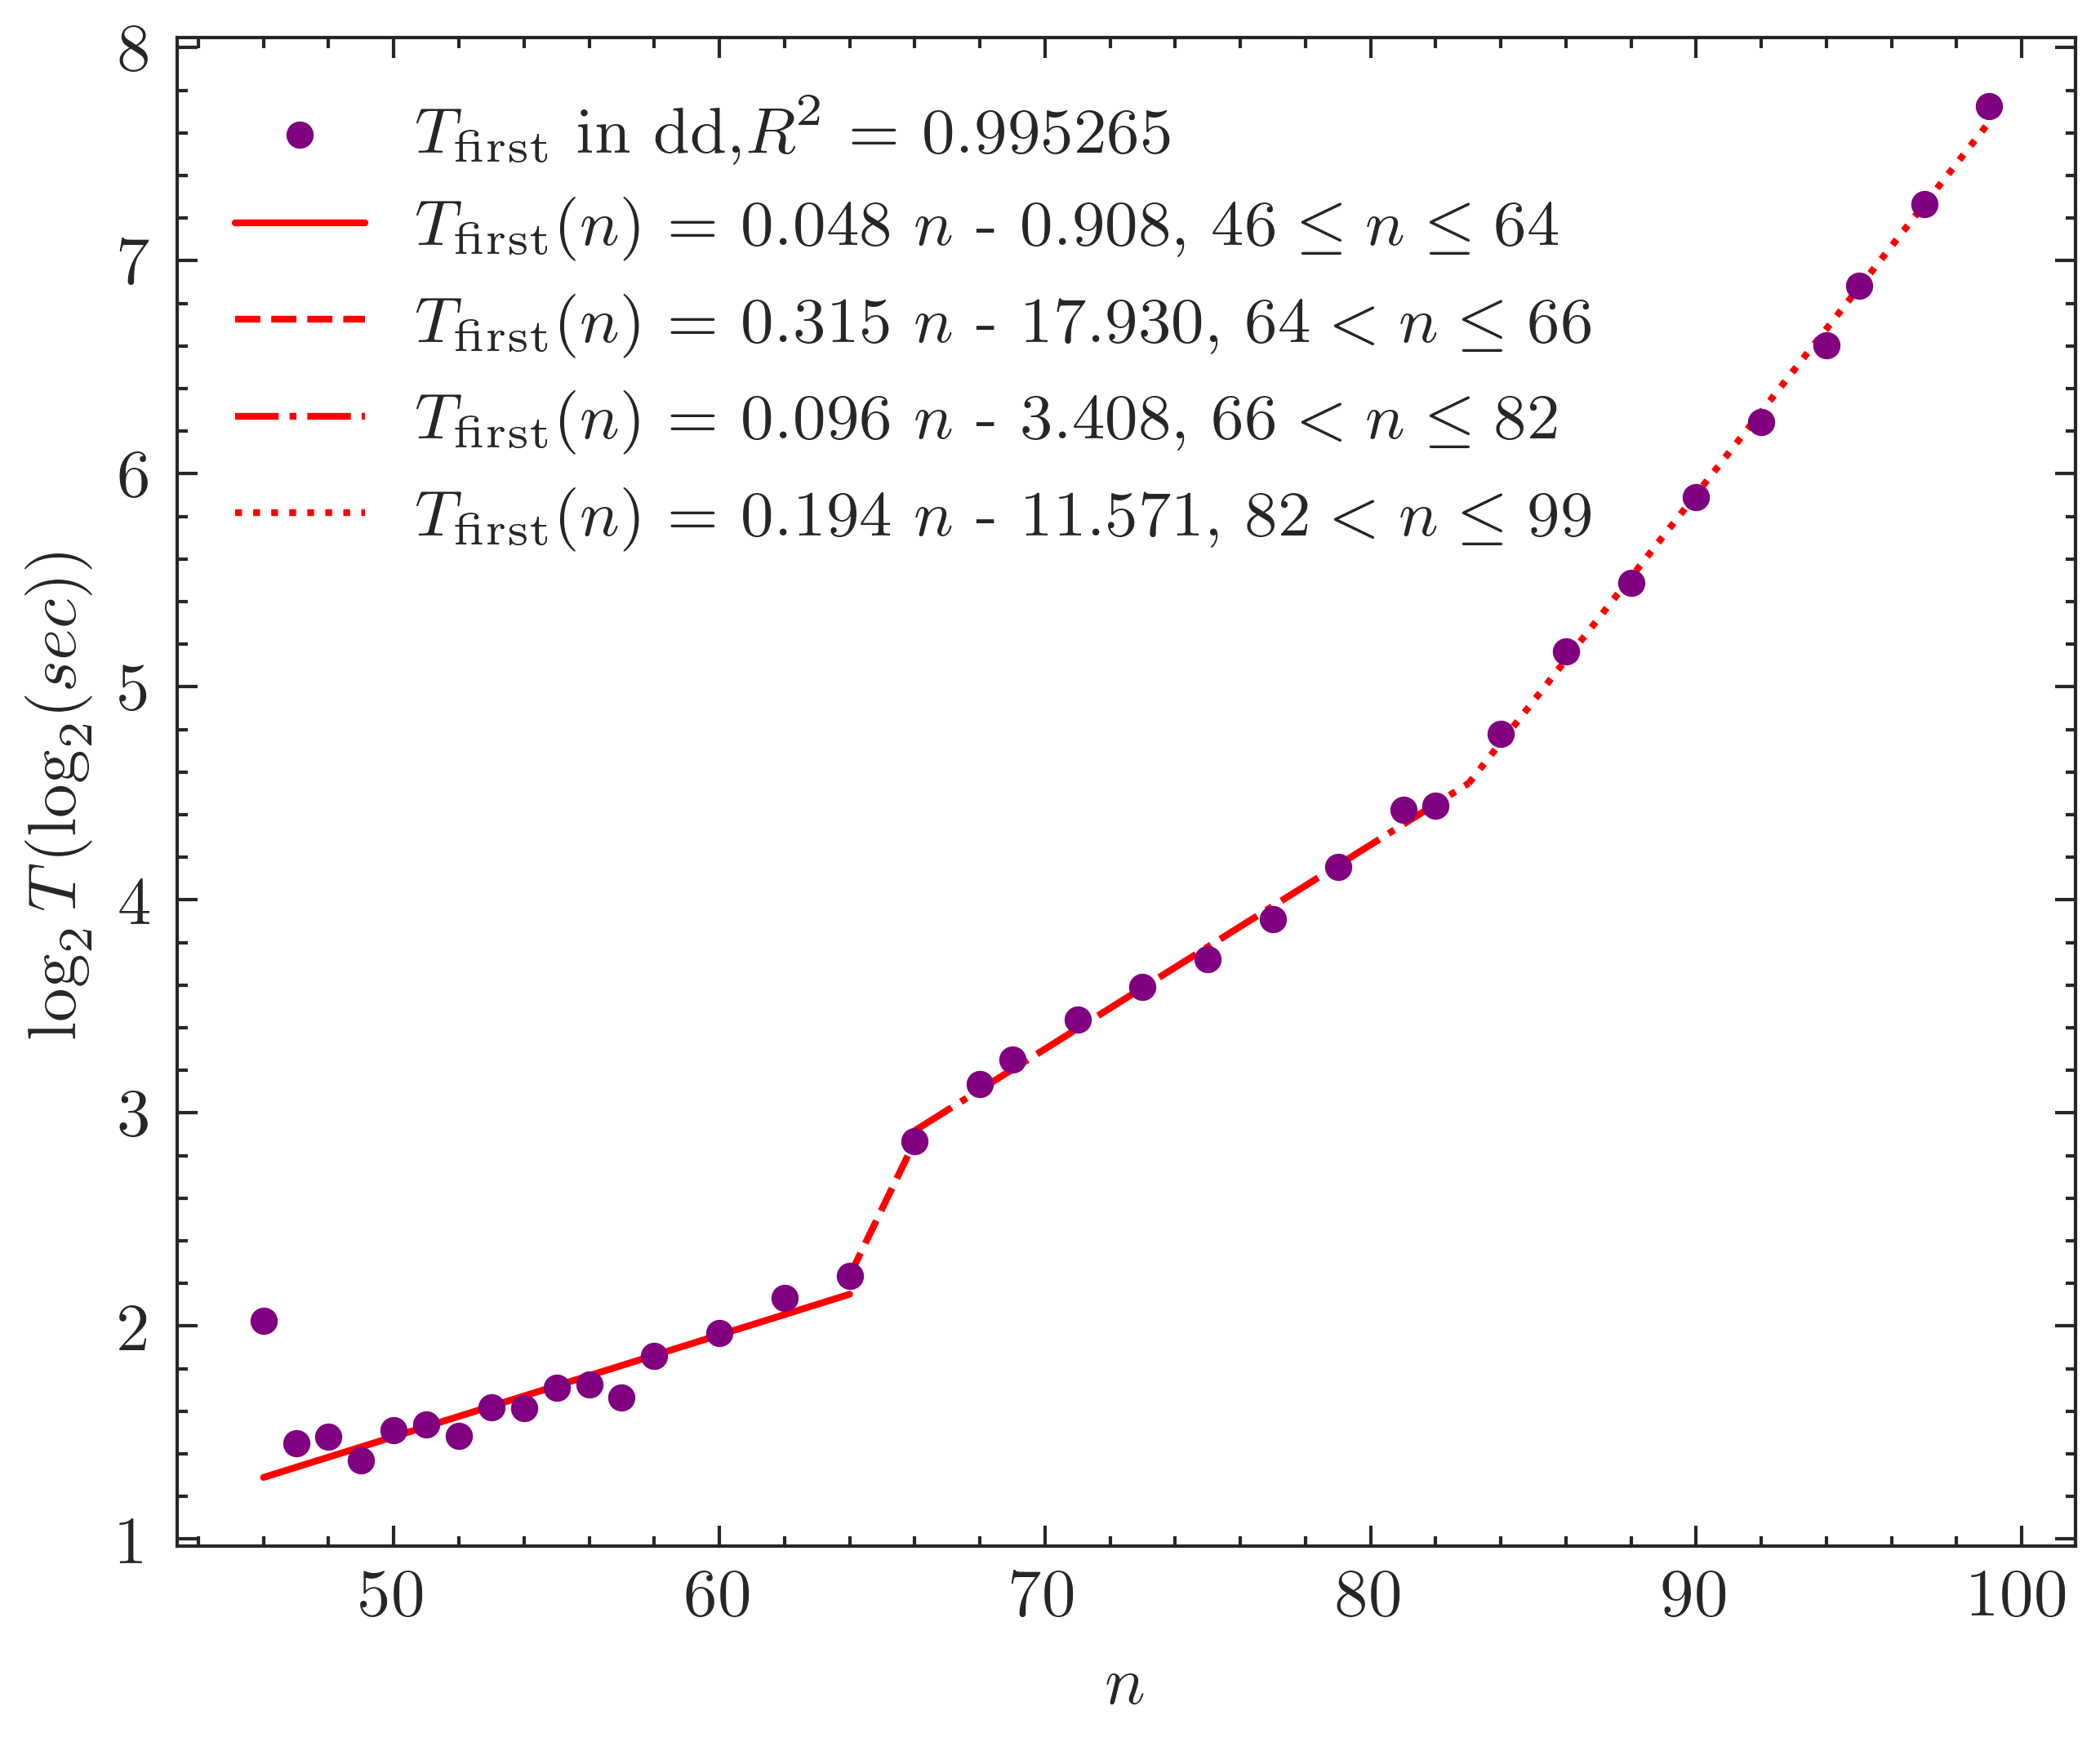 T_first in dd,R² = 0.995265
T_first(n) = 0.048 n - 0.908, 46 ≤ n ≤ 64
T_first(n) = 0.315 n - 17.930, 64 < n ≤ 66
T_first(n) = 0.096 n - 3.408, 66 < n ≤ 82
T_first(n) = 0.194 n - 11.571, 82 < n ≤ 99
8
7
6
5
4
3
2
1
log₂ T(log₂(sec))
50 60 70 80 90 100
n